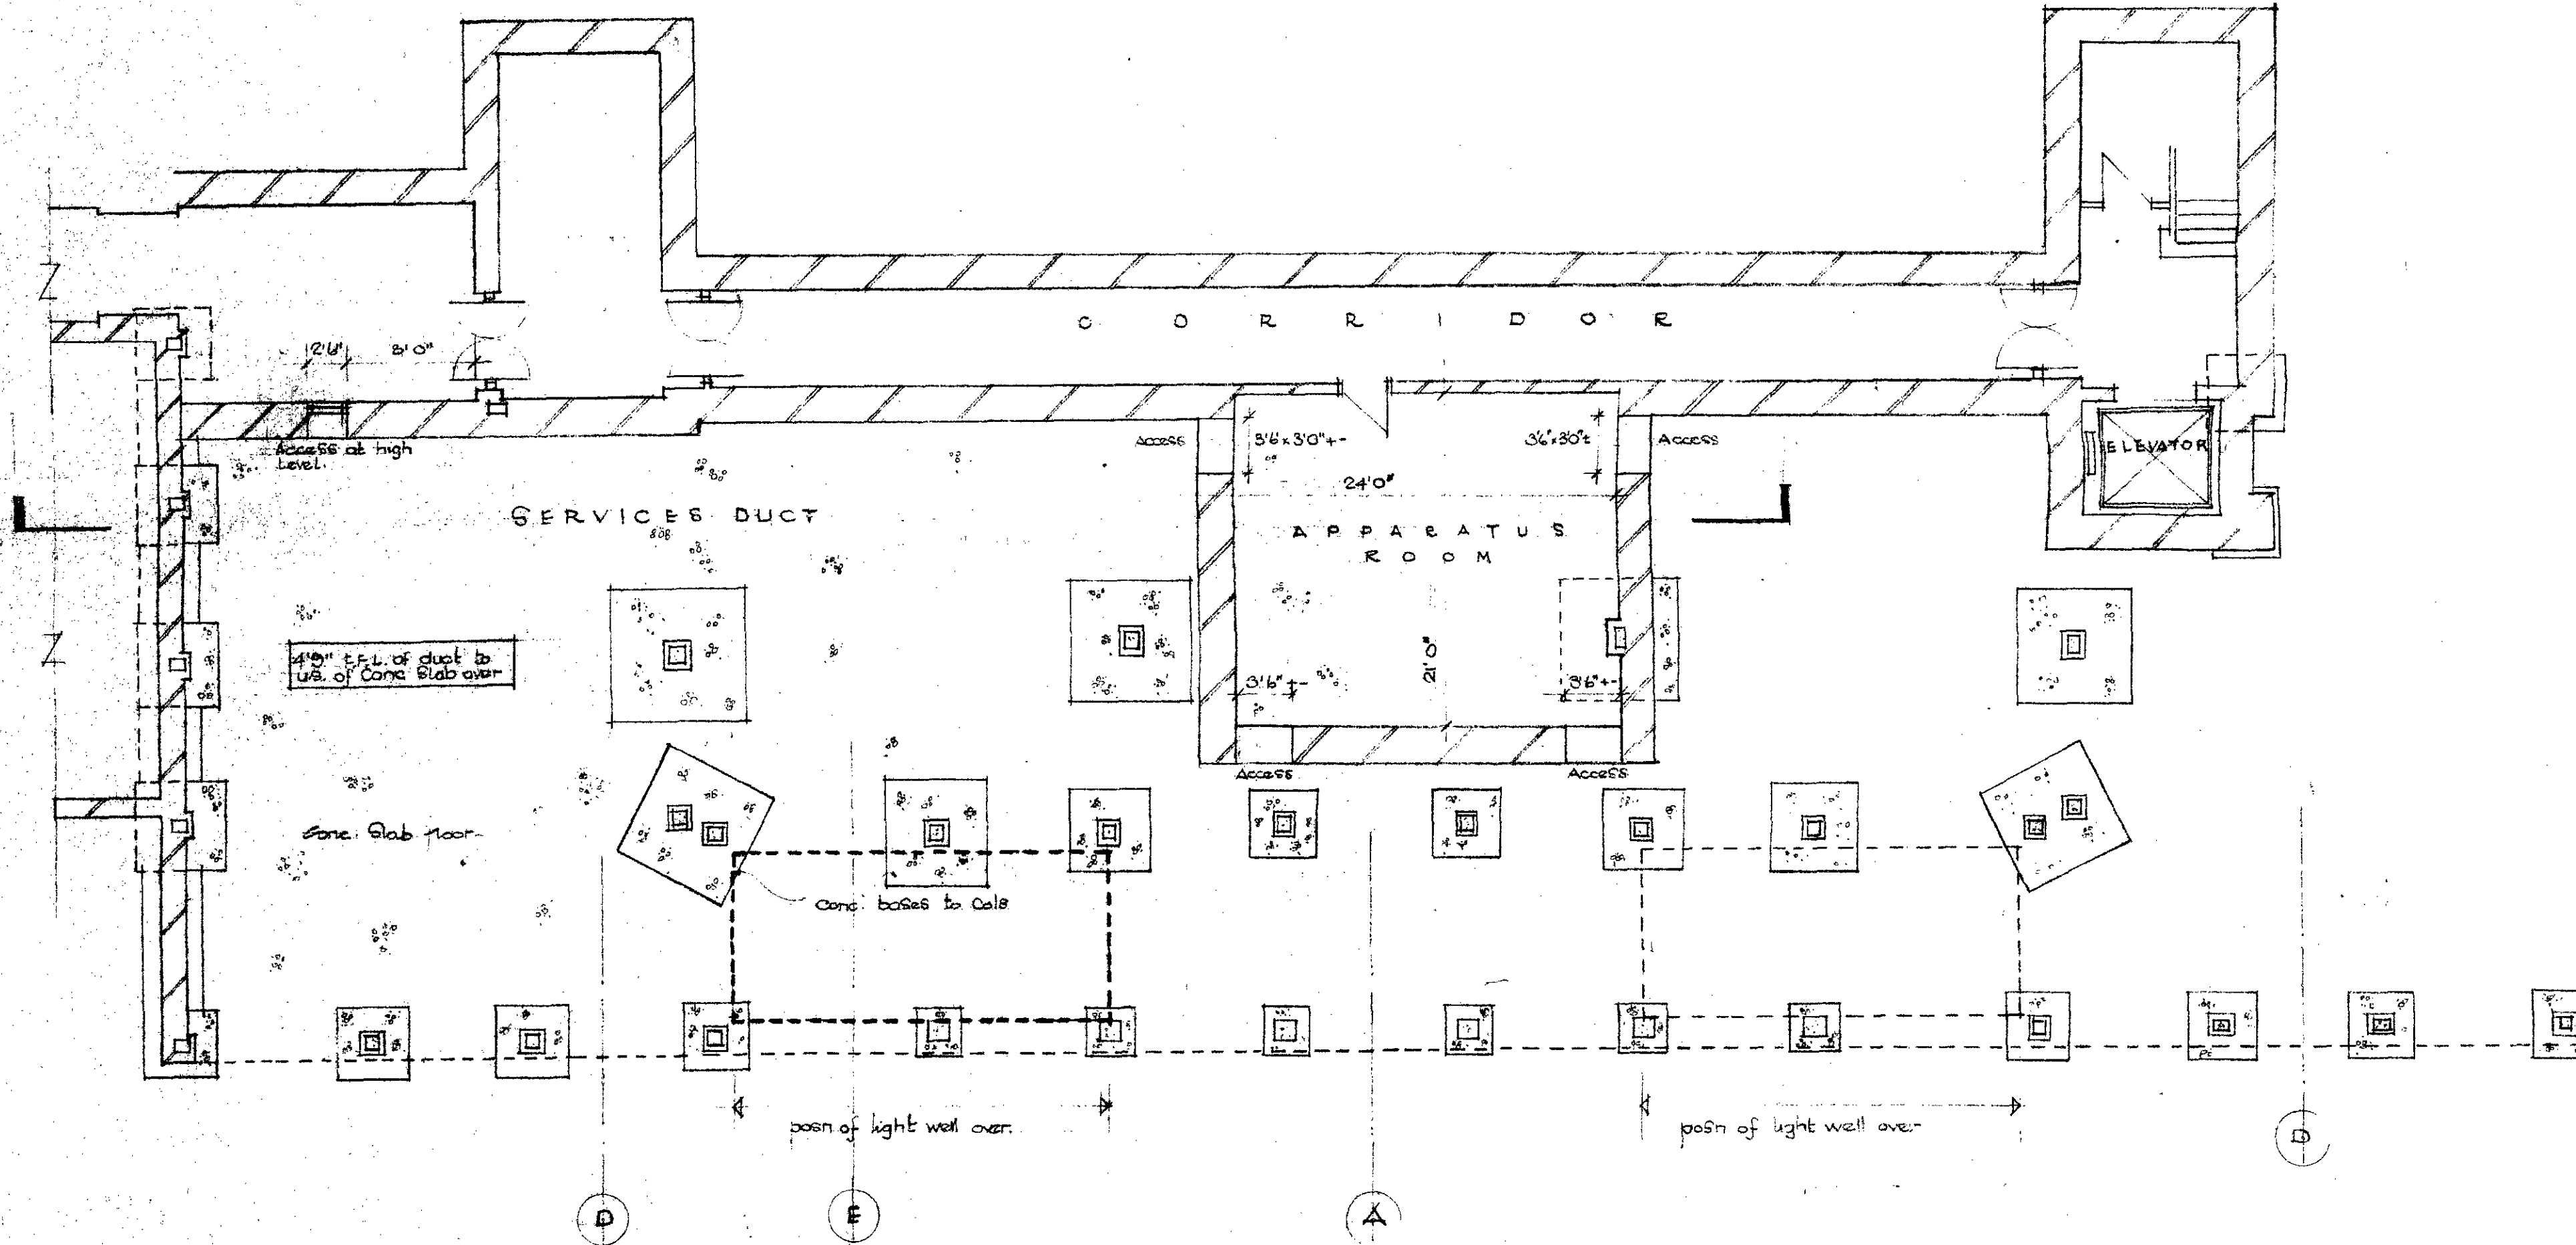 CORRIDOR
2'6" 8'0"
Access at high
Level.
Access
3'6"x3'0"+-
3'6"x3'0"±
Access
ELEVATOR
24'0"
SERVICES DUCT
APPARATUS
ROOM
4'9" t.F.L. of duct to
u.s. of Conc Slab over
21'0"
3'6"+-
3'6"+-
Access
Access
Conc. Slab floor-
Conc. bases to Cols
posn of light well over.
posn of light well over-
D
D
E
A